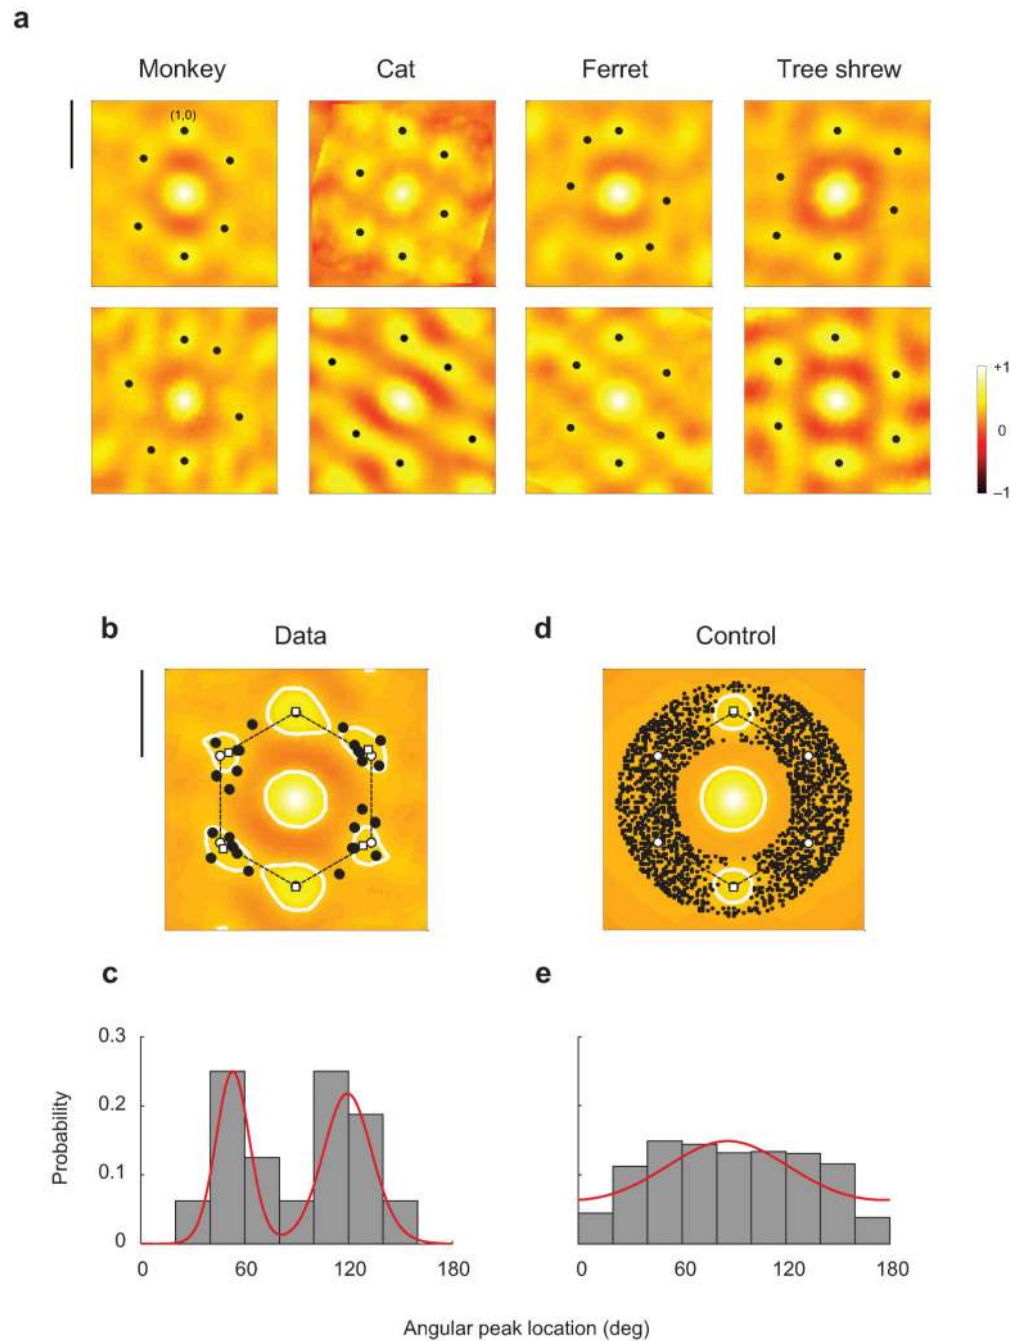 a
Monkey Cat Ferret Tree shrew
(1,0)
+1
0
–1
b Data
d Control
c
e
0.3
0.2
0.1
0
Probability
0 60 120 180
0 60 120 180
Angular peak location (deg)